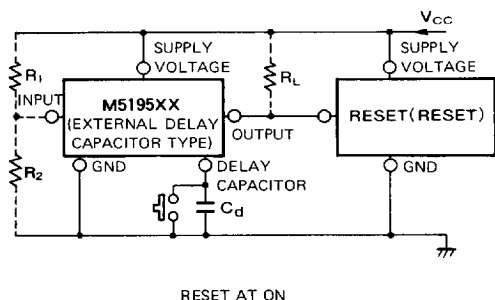 VCC
SUPPLY
VOLTAGE
SUPPLY
VOLTAGE
R1
RL
INPUT
M5195XX
(EXTERNAL DELAY
CAPACITOR TYPE)
OUTPUT
RESET(RESET)
R2
GND
DELAY
CAPACITOR
GND
Cd
RESET AT ON